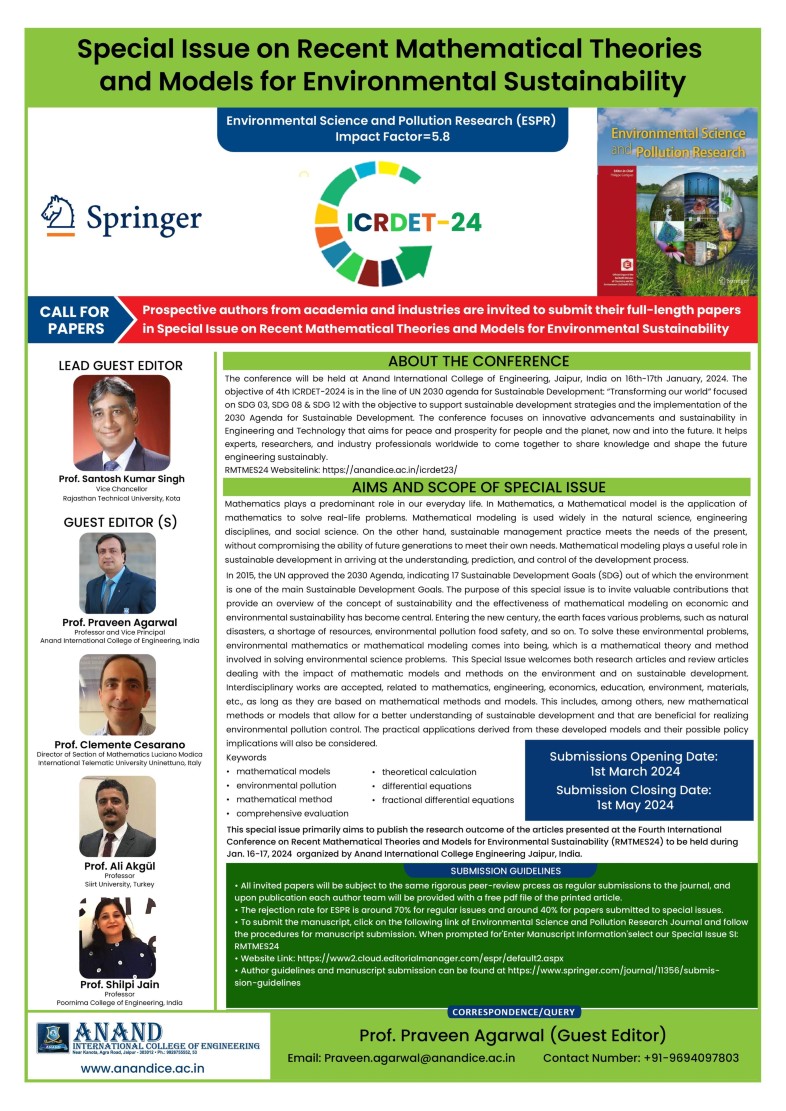 Special Issue on Recent Mathematical Theories
and Models for Environmental Sustainability
Environmental Science and Pollution Research (ESPR)
Impact Factor=5.8
Springer
ICRDET-24
Environmental Science
and Pollution Research
Springer
CALL FOR
PAPERS
Prospective authors from academia and industries are invited to submit their full-length papers
in Special Issue on Recent Mathematical Theories and Models for Environmental Sustainability
LEAD GUEST EDITOR
Prof. Santosh Kumar Singh
Vice Chancellor
Rajasthan Technical University, Kota
GUEST EDITOR (S)
Prof. Praveen Agarwal
Professor and Vice Principal
Anand International College of Engineering, India
Prof. Clemente Cesarano
Director of Section of Mathematics Luciano Modica
International Telematic University Uninettuno, Italy
Prof. Ali Akgül
Professor
Siirt University, Turkey
Prof. Shilpi Jain
Professor
Poornima College of Engineering, India
ABOUT THE CONFERENCE
The conference will be held at Anand International College of Engineering, Jaipur, India on 16th-17th January, 2024. The
objective of 4th ICRDET-2024 is in the line of UN 2030 agenda for Sustainable Development: "Transforming our world" focused
on SDG 03, SDG 08 & SDG 12 with the objective to support sustainable development strategies and the implementation of the
2030 Agenda for Sustainable Development. The conference focuses on innovative advancements and sustainability in
Engineering and Technology that aims for peace and prosperity for people and the planet, now and into the future. It helps
experts, researchers, and industry professionals worldwide to come together to share knowledge and shape the future
engineering sustainably.
RMTMES24 Websitelink: https://anandice.ac.in/icrdet23/
AIMS AND SCOPE OF SPECIAL ISSUE
Mathematics plays a predominant role in our everyday life. In Mathematics, a Mathematical model is the application of
mathematics to solve real-life problems. Mathematical modeling is used widely in the natural science, engineering
disciplines, and social science. On the other hand, sustainable management practice meets the needs of the present,
without compromising the ability of future generations to meet their own needs. Mathematical modeling plays a useful role in
sustainable development in arriving at the understanding, prediction, and control of the development process.
In 2015, the UN approved the 2030 Agenda, indicating 17 Sustainable Development Goals (SDG) out of which the environment
is one of the main Sustainable Development Goals. The purpose of this special issue is to invite valuable contributions that
provide an overview of the concept of sustainability and the effectiveness of mathematical modeling on economic and
environmental sustainability has become central. Entering the new century, the earth faces various problems, such as natural
disasters, a shortage of resources, environmental pollution food safety, and so on. To solve these environmental problems,
environmental mathematics or mathematical modeling comes into being, which is a mathematical theory and method
involved in solving environmental science problems. This Special Issue welcomes both research articles and review articles
dealing with the impact of mathematic models and methods on the environment and on sustainable development.
Interdisciplinary works are accepted, related to mathematics, engineering, economics, education, environment, materials,
etc., as long as they are based on mathematical methods and models. This includes, among others, new mathematical
methods or models that allow for a better understanding of sustainable development and that are beneficial for realizing
environmental pollution control. The practical applications derived from these developed models and their possible policy
implications will also be considered.
Keywords
• mathematical models
• environmental pollution
• mathematical method
• comprehensive evaluation
• theoretical calculation
• differential equations
• fractional differential equations
Submissions Opening Date:
1st March 2024
Submission Closing Date:
1st May 2024
This special issue primarily aims to publish the research outcome of the articles presented at the Fourth International
Conference on Recent Mathematical Theories and Models for Environmental Sustainability (RMTMES24) to be held during
Jan. 16-17, 2024 organized by Anand International College Engineering Jaipur, India.
SUBMISSION GUIDELINES
• All invited papers will be subject to the same rigorous peer-review prcess as regular submissions to the journal, and
upon publication each author team will be provided with a free pdf file of the printed article.
• The rejection rate for ESPR is around 70% for regular issues and around 40% for papers submitted to special issues.
• To submit the manuscript, click on the following link of Environmental Science and Pollution Research Journal and follow
the procedures for manuscript submission. When prompted for'Enter Manuscript Information'select our Special Issue SI:
RMTMES24
• Website Link: https://www2.cloud.editorialmanager.com/espr/default2.aspx
• Author guidelines and manuscript submission can be found at https://www.springer.com/journal/11356/submis-
sion-guidelines
CORRESPONDENCE/QUERY
ANAND
INTERNATIONAL COLLEGE OF ENGINEERING
Near Kanota, Agra Road, Jaipur - 303012 • Ph.: 9928755552, 53
www.anandice.ac.in
Prof. Praveen Agarwal (Guest Editor)
Email: Praveen.agarwal@anandice.ac.in Contact Number: +91-9694097803